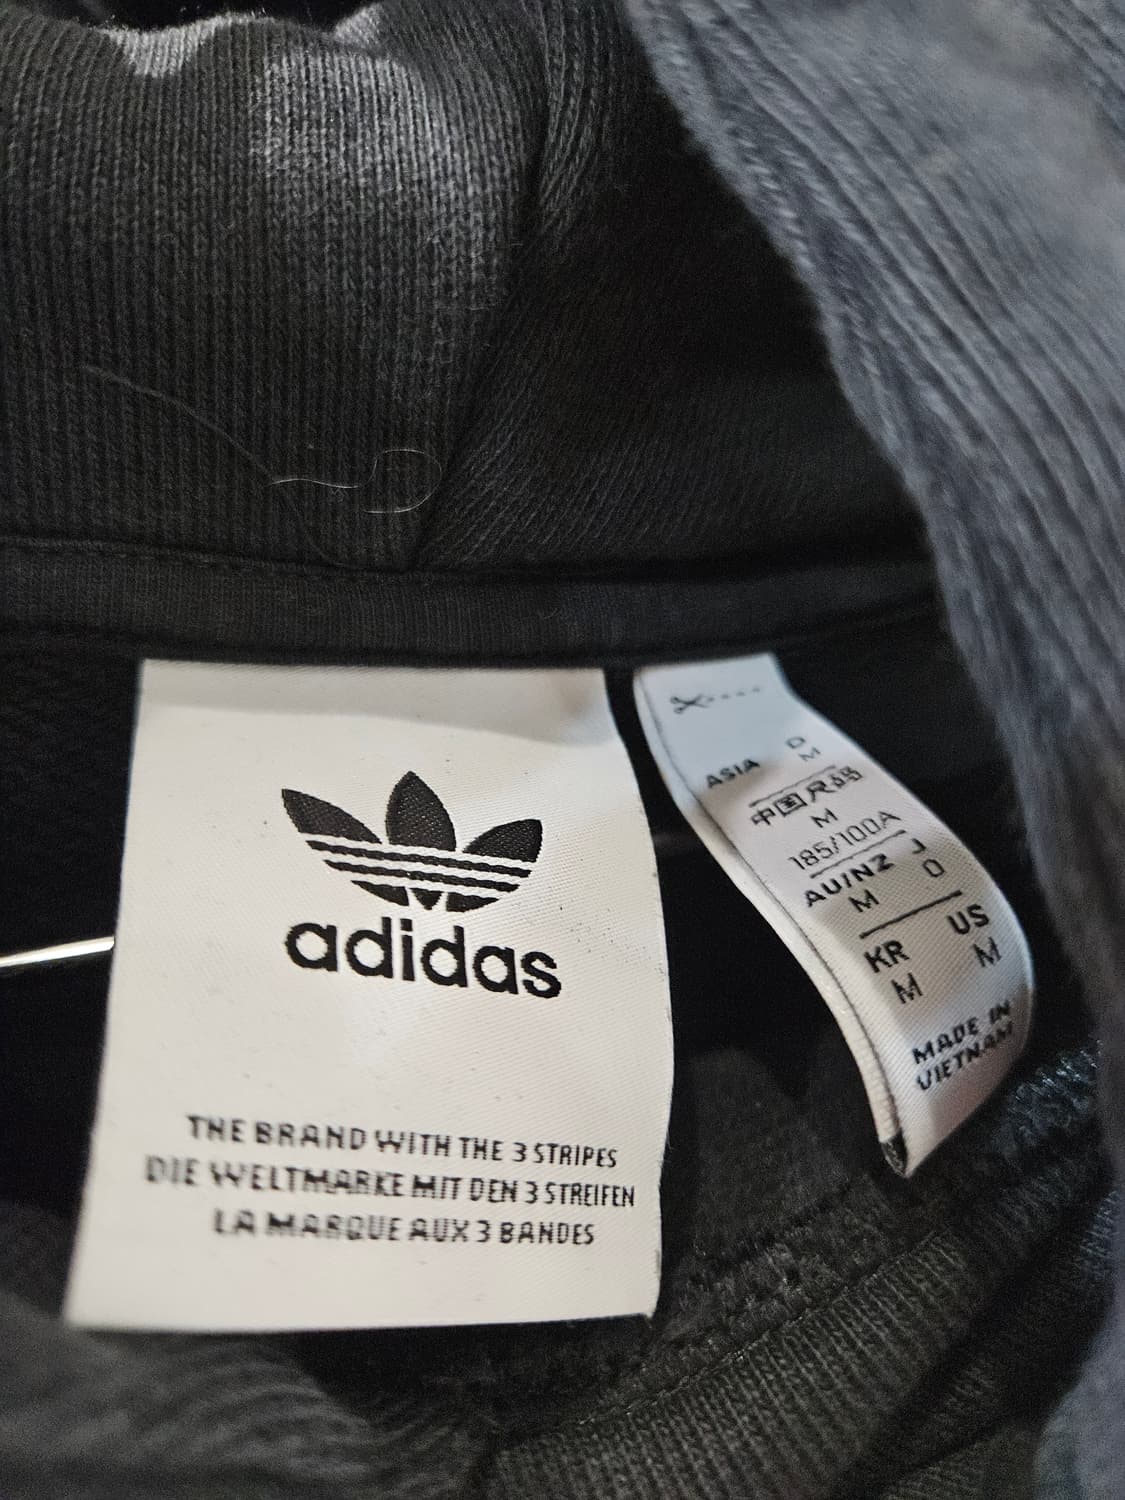 adidas
THE BRAND WITH THE 3 STRIPES
DIE WELTMARKE MIT DEN 3 STREIFEN
LA MARQUE AUX 3 BANDES
ASIA D
M
中国尺码
M
185/100A
AU/NZ J
M O
KR US
M M
MADE IN
VIETNAM